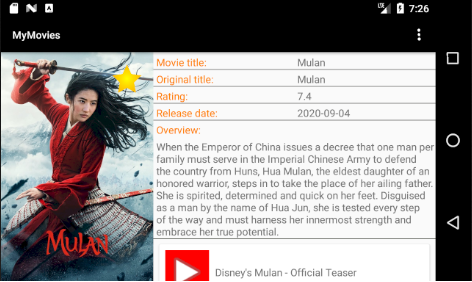 7:26
MyMovies
MULAN
Movie title: Mulan
Original title: Mulan
Rating: 7.4
Release date: 2020-09-04
Overview:
When the Emperor of China issues a decree that one man per
family must serve in the Imperial Chinese Army to defend
the country from Huns, Hua Mulan, the eldest daughter of an
honored warrior, steps in to take the place of her ailing father.
She is spirited, determined and quick on her feet. Disguised
as a man by the name of Hua Jun, she is tested every step
of the way and must harness her innermost strength and
embrace her true potential.
Disney's Mulan - Official Teaser